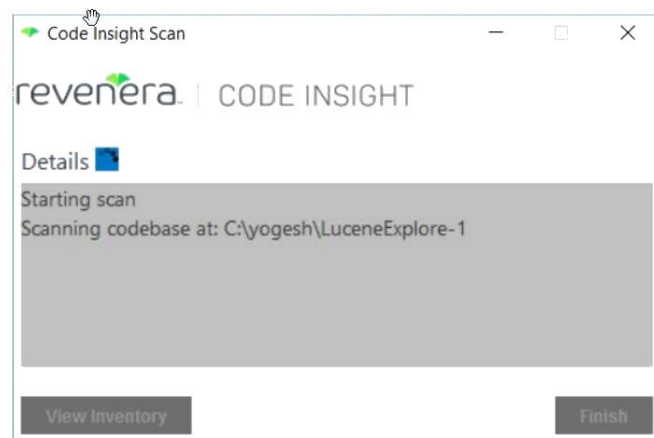 Code Insight Scan
revenera. | CODE INSIGHT
Details
Starting scan
Scanning codebase at: C:\yogesh\LuceneExplore-1
View Inventory
Finish